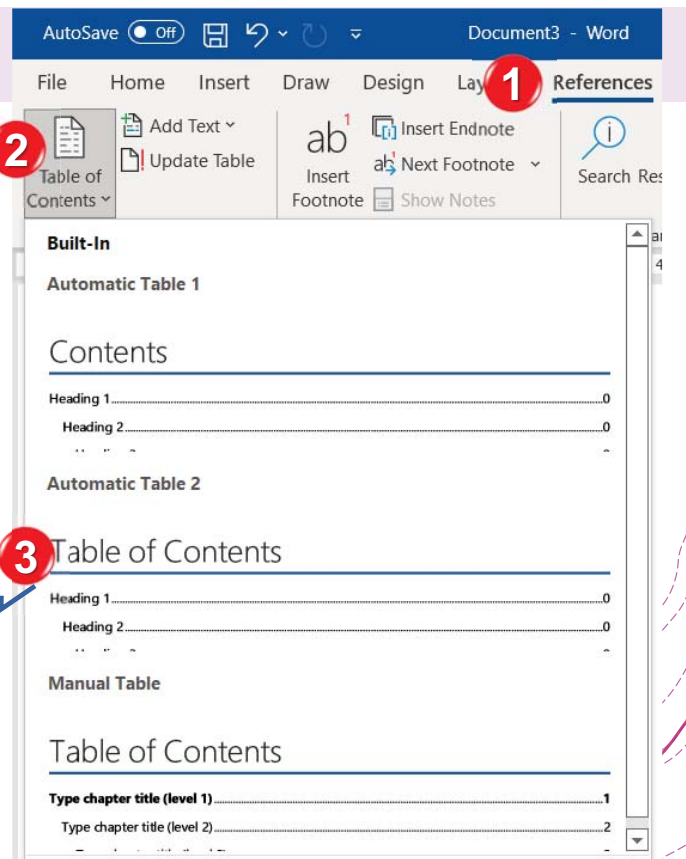 AutoSave Off Document3 - Word
File Home Insert Draw Design Lay 1 References
2
Table of Contents
Add Text
Update Table
ab1
Insert Footnote
Insert Endnote
ab1 Next Footnote
Show Notes
Search
Res
4
Built-In
Automatic Table 1
Contents
Heading 1 0
Heading 2 0
Automatic Table 2
3
Table of Contents
Heading 1 0
Heading 2 0
Manual Table
Table of Contents
Type chapter title (level 1) 1
Type chapter title (level 2) 2